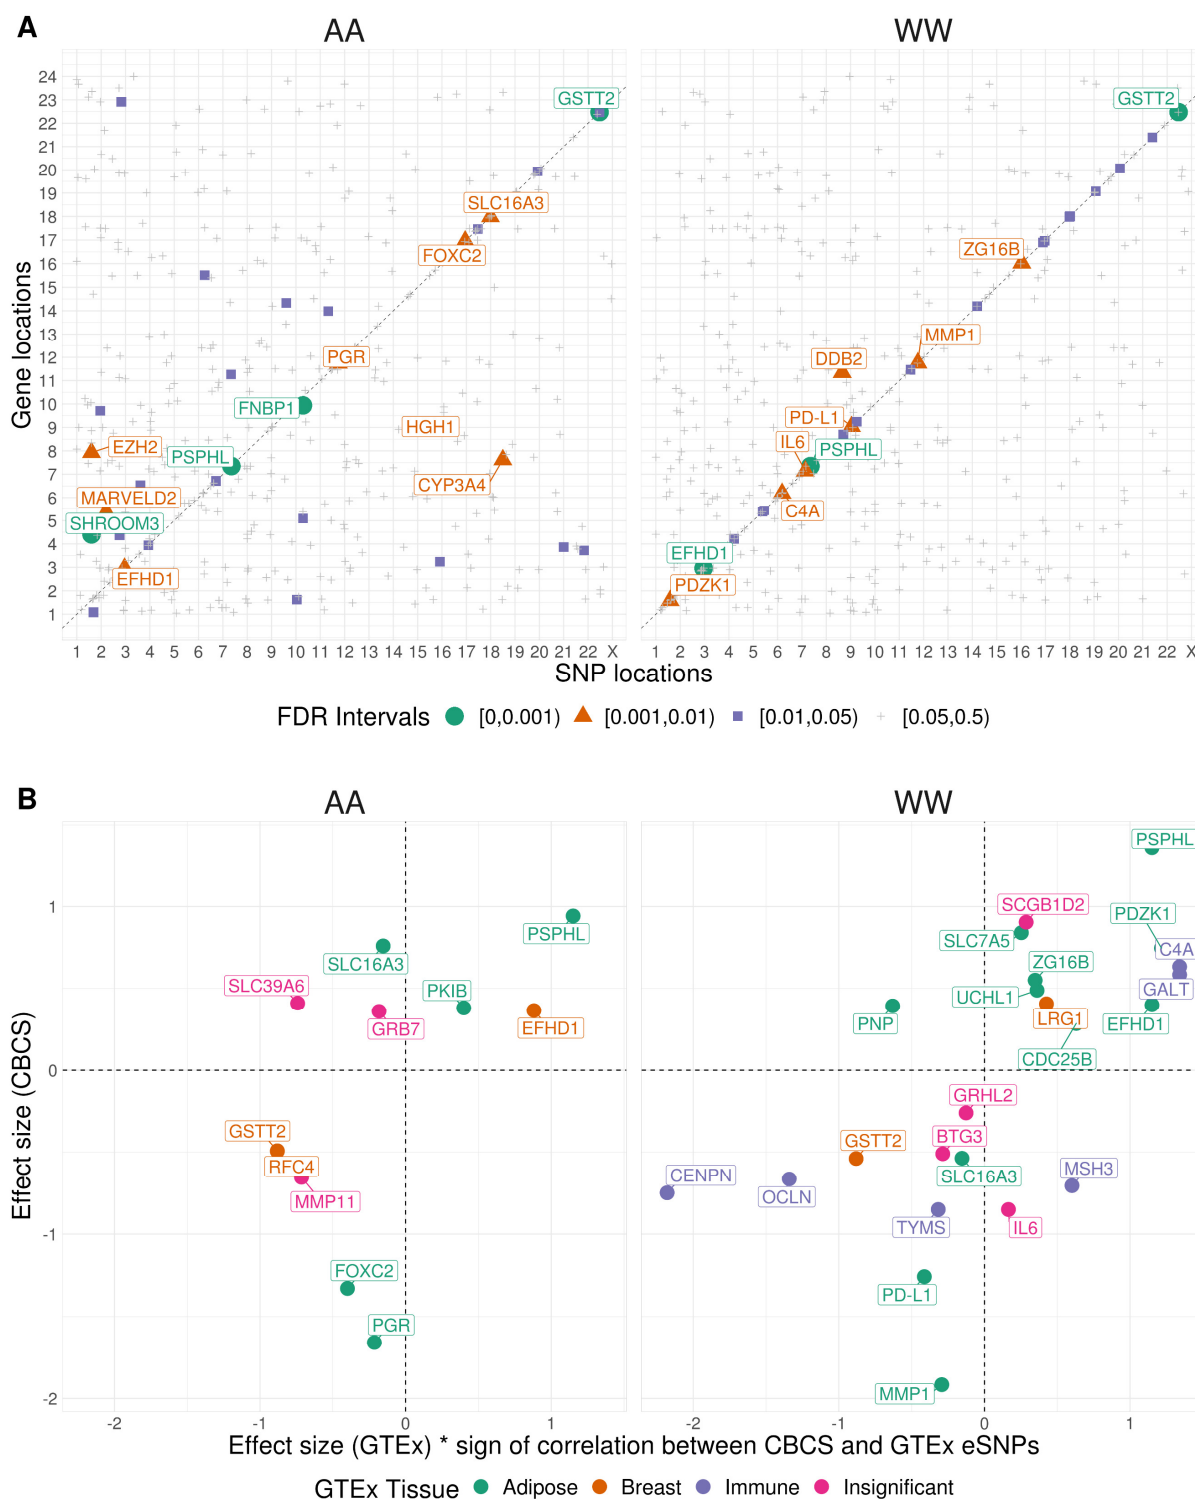 A
AA
WW
Gene locations
24
23
22
21
20
19
18
17
16
15
14
13
12
11
10
9
8
7
6
5
4
3
2
1
GSTT2
SLC16A3
FOXC2
PGR
FNBP1
HGH1
EZH2
PSPHL
CYP3A4
MARVELD2
SHROOM3
EFHD1
GSTT2
ZG16B
MMP1
DDB2
PD-L1
IL6
PSPHL
C4A
EFHD1
PDZK1
1 2 3 4 5 6 7 8 9 10 11 12 13 14 15 16 17 18 19 20 22 X
1 2 3 4 5 6 7 8 9 10 11 12 13 14 15 16 17 18 19 20 22 X
SNP locations
FDR Intervals [0,0.001) [0.001,0.01) [0.01,0.05) [0.05,0.5)
B
AA
WW
Effect size (CBCS)
1
0
-1
-2
PSPHL
SLC16A3
SLC39A6
PKIB
GRB7
EFHD1
GSTT2
RFC4
MMP11
FOXC2
PGR
PSPHL
SCGB1D2
PDZK1
SLC7A5
C4A
ZG16B
GALT
UCHL1
LRG1
PNP
EFHD1
CDC25B
GRHL2
BTG3
GSTT2
MSH3
CENPN
SLC16A3
OCLN
TYMS
IL6
PD-L1
MMP1
-2 -1 0 1
-2 -1 0 1
Effect size (GTEx) * sign of correlation between CBCS and GTEx eSNPs
GTEx Tissue Adipose Breast Immune Insignificant